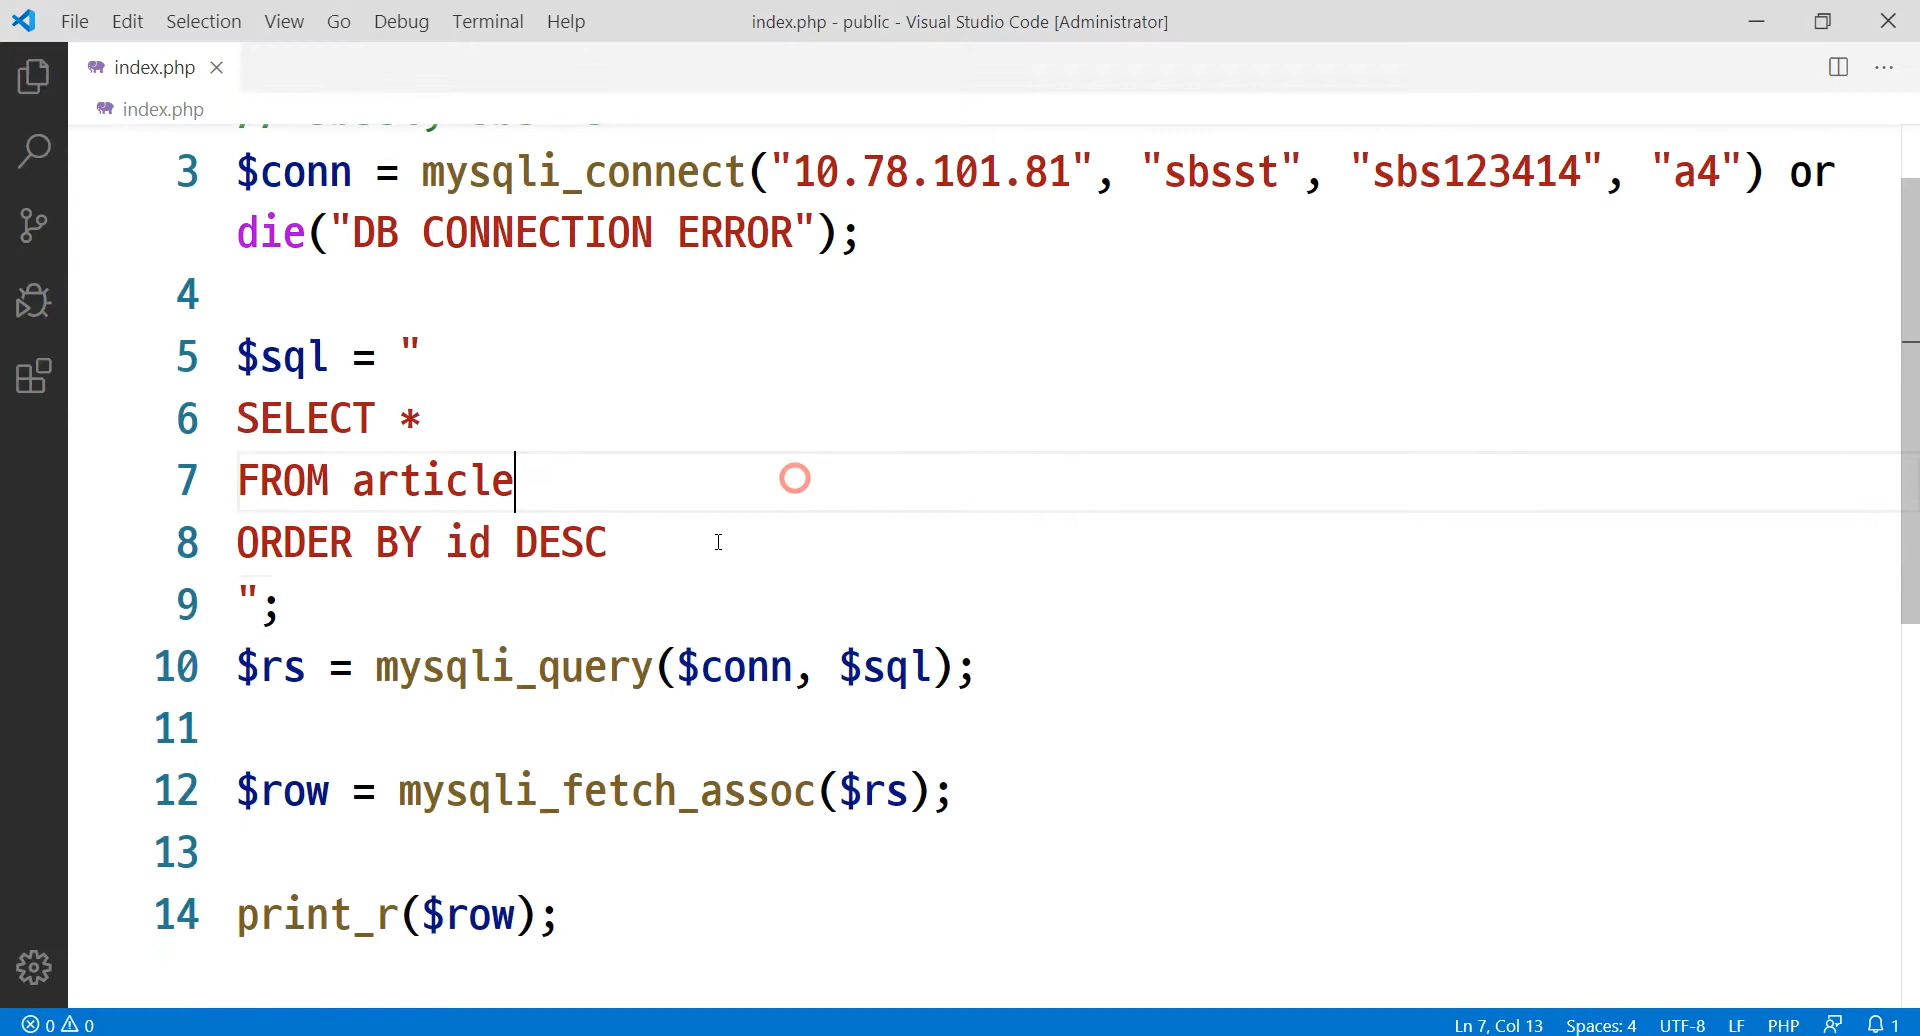 File Edit Selection View Go Debug Terminal Help index.php - public - Visual Studio Code [Administrator]
index.php
index.php
3 $conn = mysqli_connect("10.78.101.81", "sbsst", "sbs123414", "a4") or
die("DB CONNECTION ERROR");
4
5 $sql = "
6 SELECT *
7 FROM article
8 ORDER BY id DESC
9 ";
10 $rs = mysqli_query($conn, $sql);
11
12 $row = mysqli_fetch_assoc($rs);
13
14 print_r($row);
0 0 Ln 7, Col 13 Spaces: 4 UTF-8 LF PHP 1